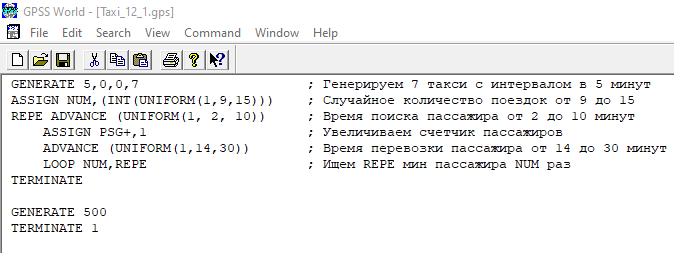 GPSS World - [Taxi_12_1.gps]
File Edit Search View Command Window Help
GENERATE 5,0,0,7 ; Генерируем 7 такси с интервалом в 5 минут
ASSIGN NUM,(INT(UNIFORM(1,9,15))) ; Случайное количество поездок от 9 до 15
REPE ADVANCE (UNIFORM(1, 2, 10)) ; Время поиска пассажира от 2 до 10 минут
ASSIGN PSG+,1 ; Увеличиваем счетчик пассажиров
ADVANCE (UNIFORM(1,14,30)) ; Время перевозки пассажира от 14 до 30 минут
LOOP NUM,REPE ; Ищем REPE мин пассажира NUM раз
TERMINATE
GENERATE 500
TERMINATE 1